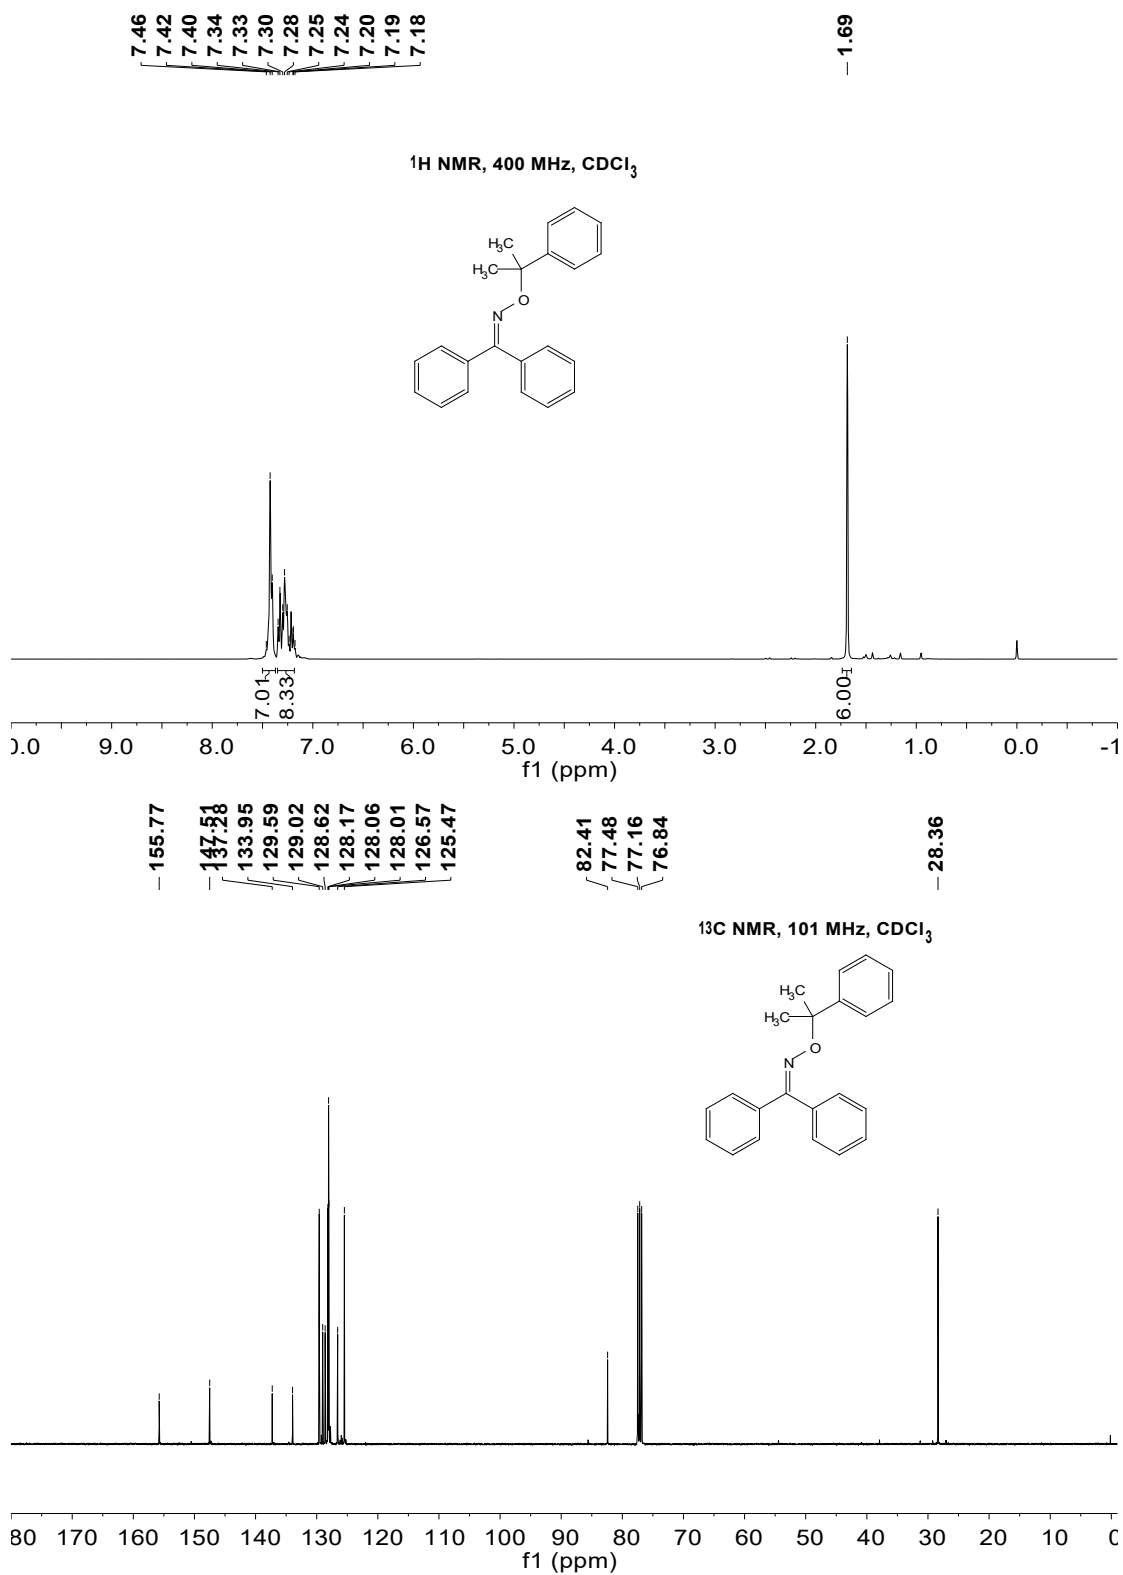 7.46
7.42
7.40
7.34
7.33
7.30
7.28
7.25
7.24
7.20
7.19
7.18
1.69
¹H NMR, 400 MHz, CDCl₃
H₃C
H₃C
O
N
7.01
8.33
6.00
0.0 9.0 8.0 7.0 6.0 5.0 4.0 3.0 2.0 1.0 0.0 -1
f1 (ppm)
155.77
147.51
137.28
133.95
129.59
129.02
128.62
128.17
128.06
128.01
126.57
125.47
82.41
77.48
77.16
76.84
28.36
¹³C NMR, 101 MHz, CDCl₃
H₃C
H₃C
O
N
80 170 160 150 140 130 120 110 100 90 80 70 60 50 40 30 20 10 0
f1 (ppm)